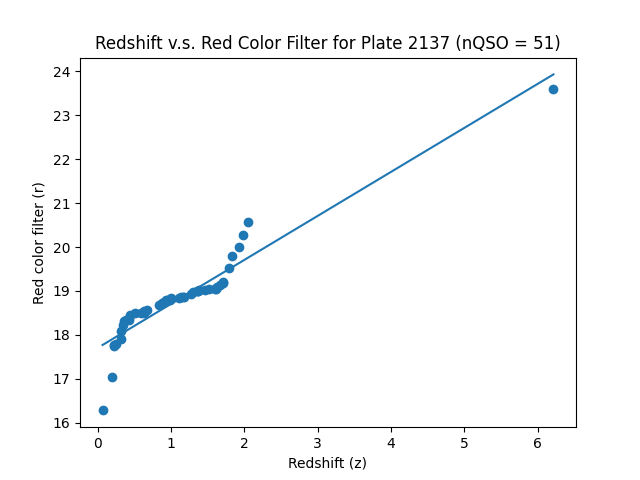 Redshift v.s. Red Color Filter for Plate 2137 (nQSO = 51)
24
23
22
21
20
19
18
17
16
Red color filter (r)
0 1 2 3 4 5 6
Redshift (z)